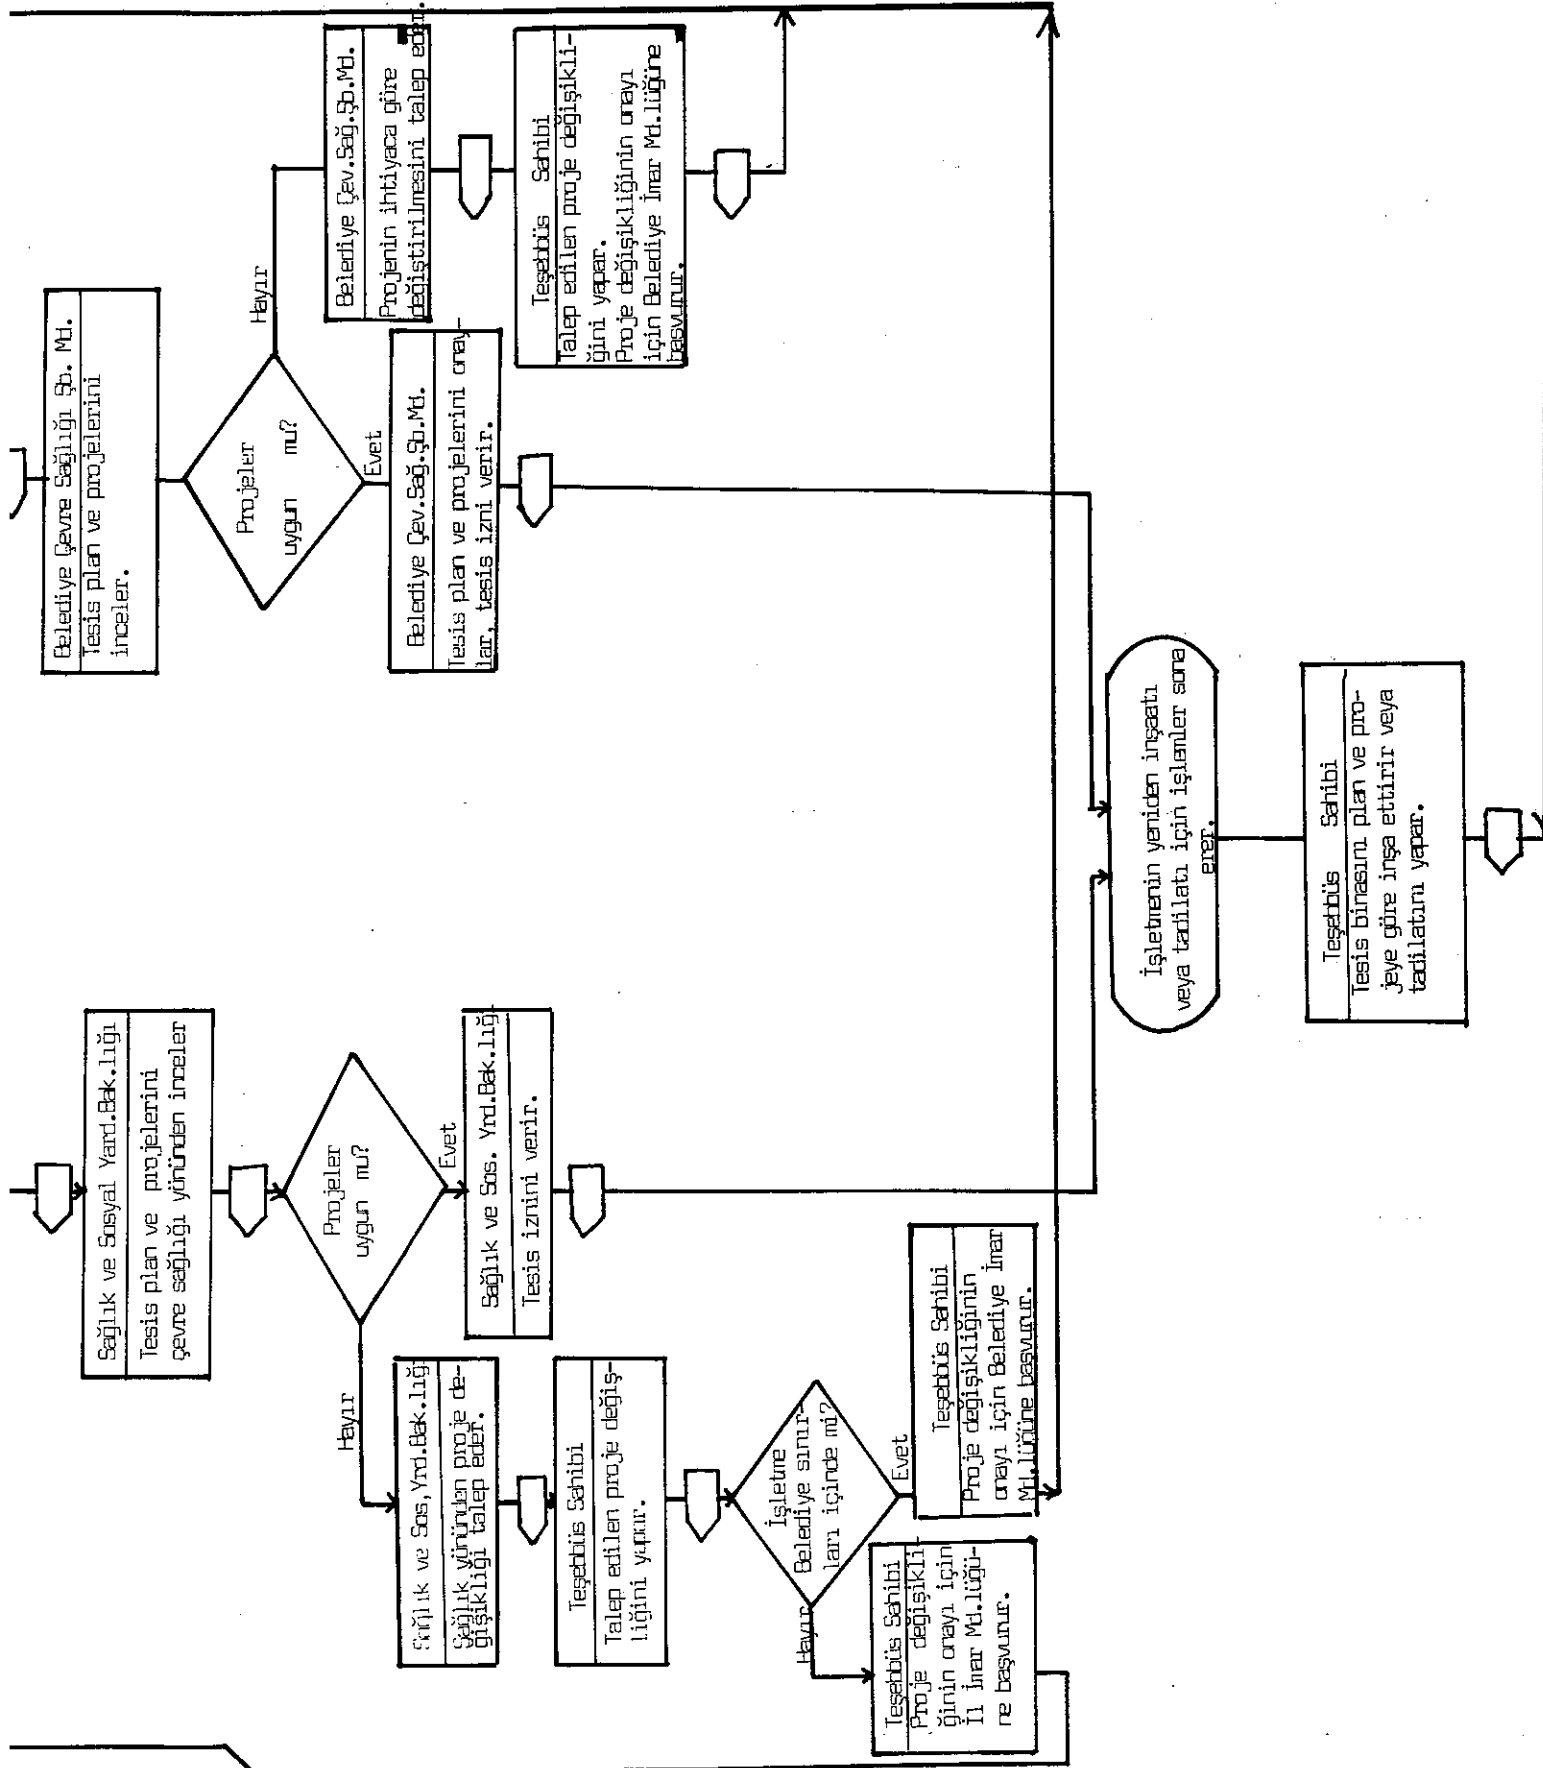 Sağlık ve Sosyal Yard.Bak.lığı
Tesis plan ve projelerini
çevre sağlığı yönünden inceler
Projeler
uygun mu?
Hayır
Evet
Sağlık ve Sos,Yrd.Bak.lığı
Sağlık yönünden proje de-
ğişikliği talep eder.
Sağlık ve Sos. Yrd.Bak.lığı
Tesis iznini verir.
Teşebbüs Sahibi
Talep edilen proje değiş-
liğini yapar.
İşletme
Belediye sınır-
ları içinde mi?
Hayır
Evet
Teşebbüs Sahibi
Proje değişikli-
ğinin onayı için
İl İmar Md.lüğü-
ne başvurur.
Teşebbüs Sahibi
Proje değişikliğinin
onayı için Belediye İmar
Md.lüğüne başvurur.
Belediye Çevre Sağlığı Şb. Md.
Tesis plan ve projelerini
inceler.
Projeler
uygun mu?
Hayır
Evet
Belediye Çev.Sağ.Şb.Md.
Tesis plan ve projelerini onay-
lar, tesis izni verir.
Belediye Çev.Sağ.Şb.Md.
Projenin ihtiyaca göre
değiştirilmesini talep eder.
Teşebbüs Sahibi
Talep edilen proje değişikli-
ğini yapar.
Proje değişikliğinin onayı
için Belediye İmar Md.lüğüne
başvurur.
İşletmenin yeniden inşaatı
veya tadilatı için işlemler sona
erer.
Teşebbüs Sahibi
Tesis binasını plan ve pro-
jeye göre inşa ettirir veya
tadilatını yapar.